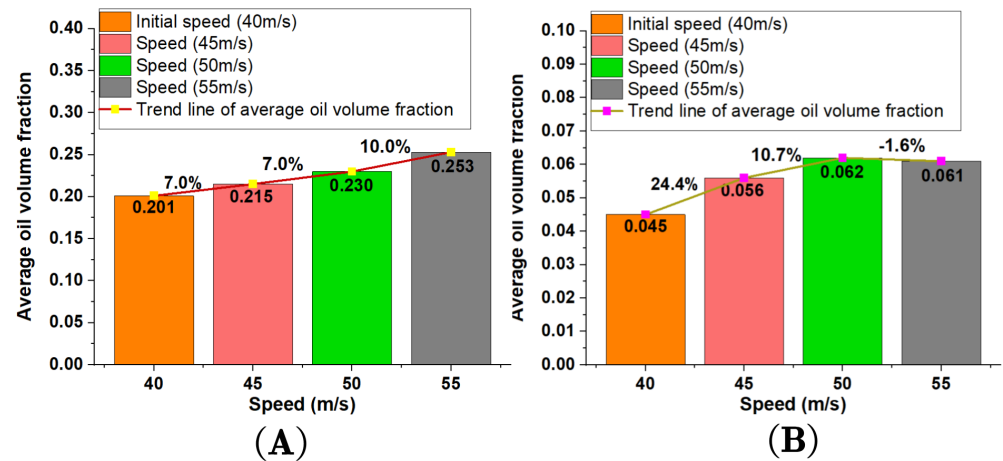 Initial speed (40m/s)
Speed (45m/s)
Speed (50m/s)
Speed (55m/s)
Trend line of average oil volume fraction
0.40
0.35
0.30
0.25
0.20
0.15
0.10
0.05
0.00
Average oil volume fraction
7.0%
7.0%
10.0%
0.201
0.215
0.230
0.253
40
45
50
55
Speed (m/s)
(A)
Initial speed (40m/s)
Speed (45m/s)
Speed (50m/s)
Speed (55m/s)
Trend line of average oil volume fraction
0.10
0.09
0.08
0.07
0.06
0.05
0.04
0.03
0.02
0.01
0.00
Average oil volume fraction
24.4%
10.7%
-1.6%
0.045
0.056
0.062
0.061
40
45
50
55
Speed (m/s)
(B)